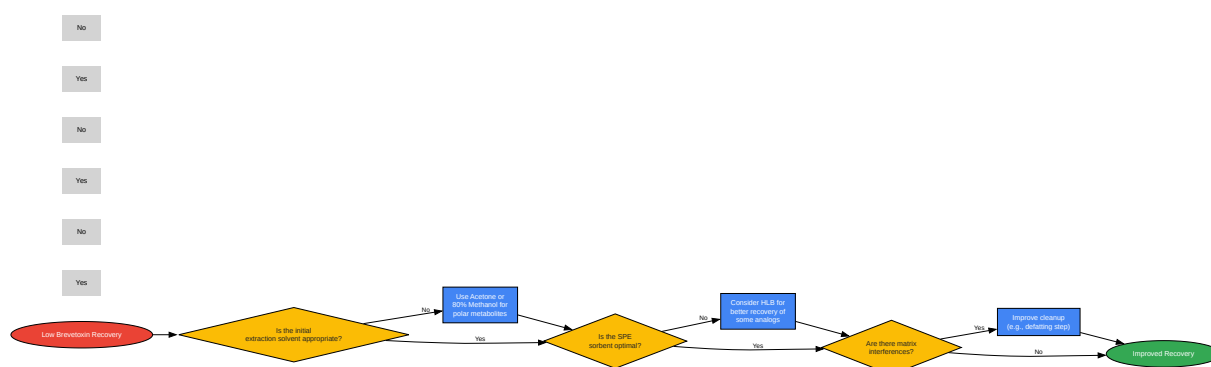 No
Yes
No
Yes
No
Yes
Low Brevetoxin Recovery
Is the initial
extraction solvent appropriate?
No
Use Acetone or
80% Methanol for
polar metabolites
Yes
Is the SPE
sorbent optimal?
No
Consider HLB for
better recovery of
some analogs
Yes
Are there matrix
interferences?
Yes
Improve cleanup
(e.g., defatting step)
No
Improved Recovery